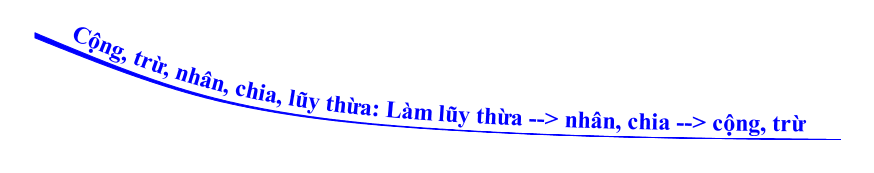 Cộng, trừ, nhân, chia, lũy thừa: Làm lũy thừa --> nhân, chia --> cộng, trừ